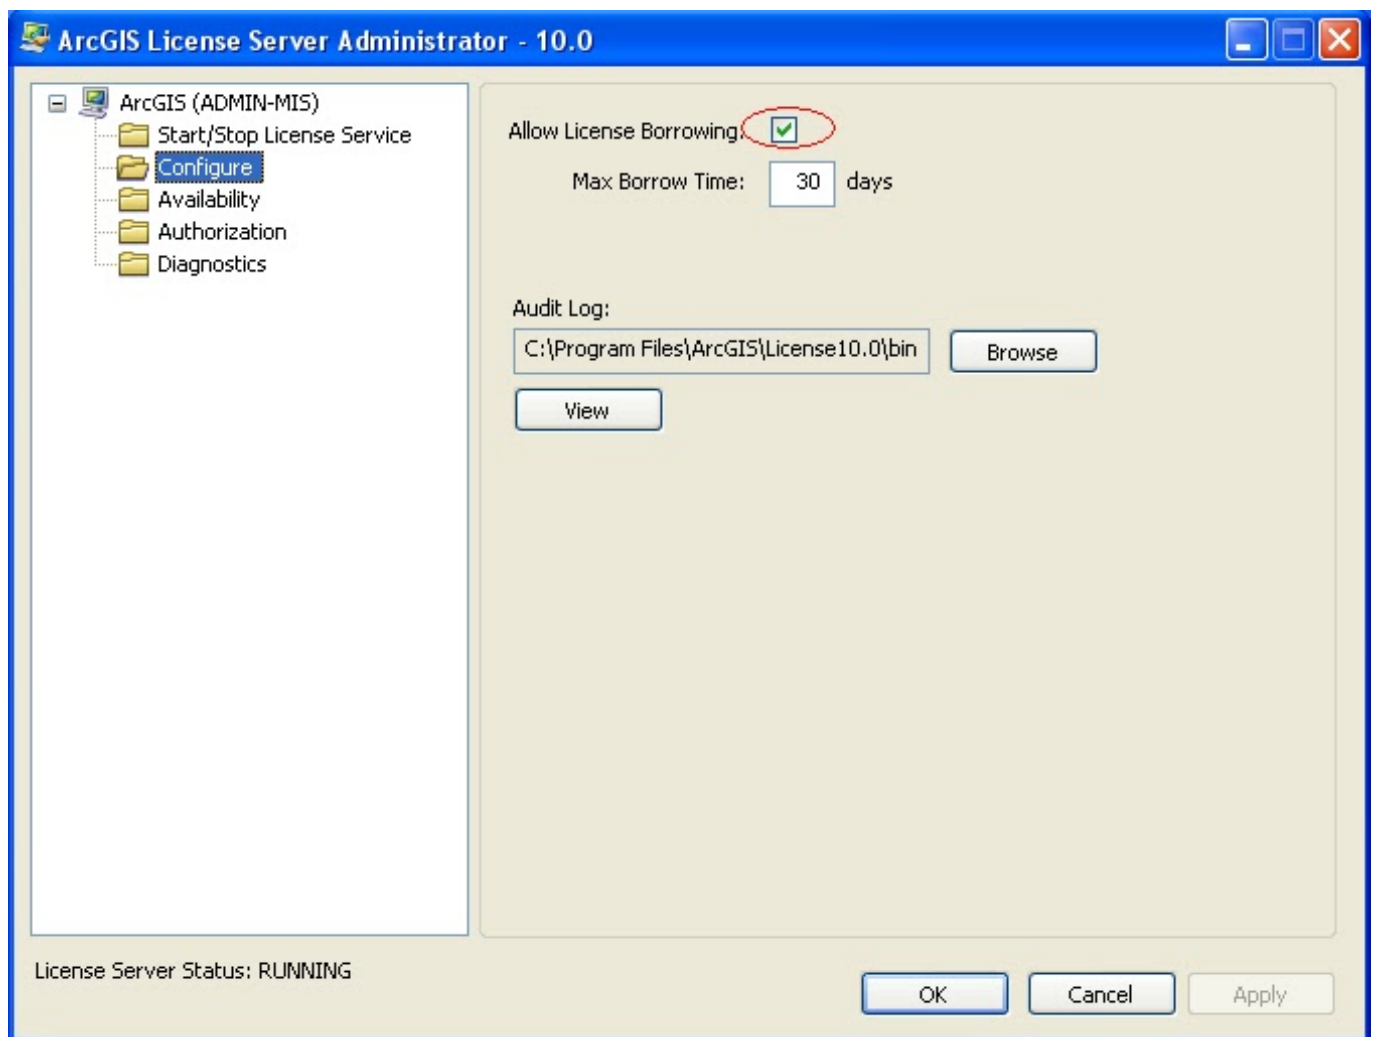 ArcGIS License Server Administrator - 10.0
ArcGIS (ADMIN-MIS)
Start/Stop License Service
Configure
Availability
Authorization
Diagnostics
Allow License Borrowing:
Max Borrow Time: 30 days
Audit Log:
C:\Program Files\ArcGIS\License10.0\bin
Browse
View
License Server Status: RUNNING
OK Cancel Apply